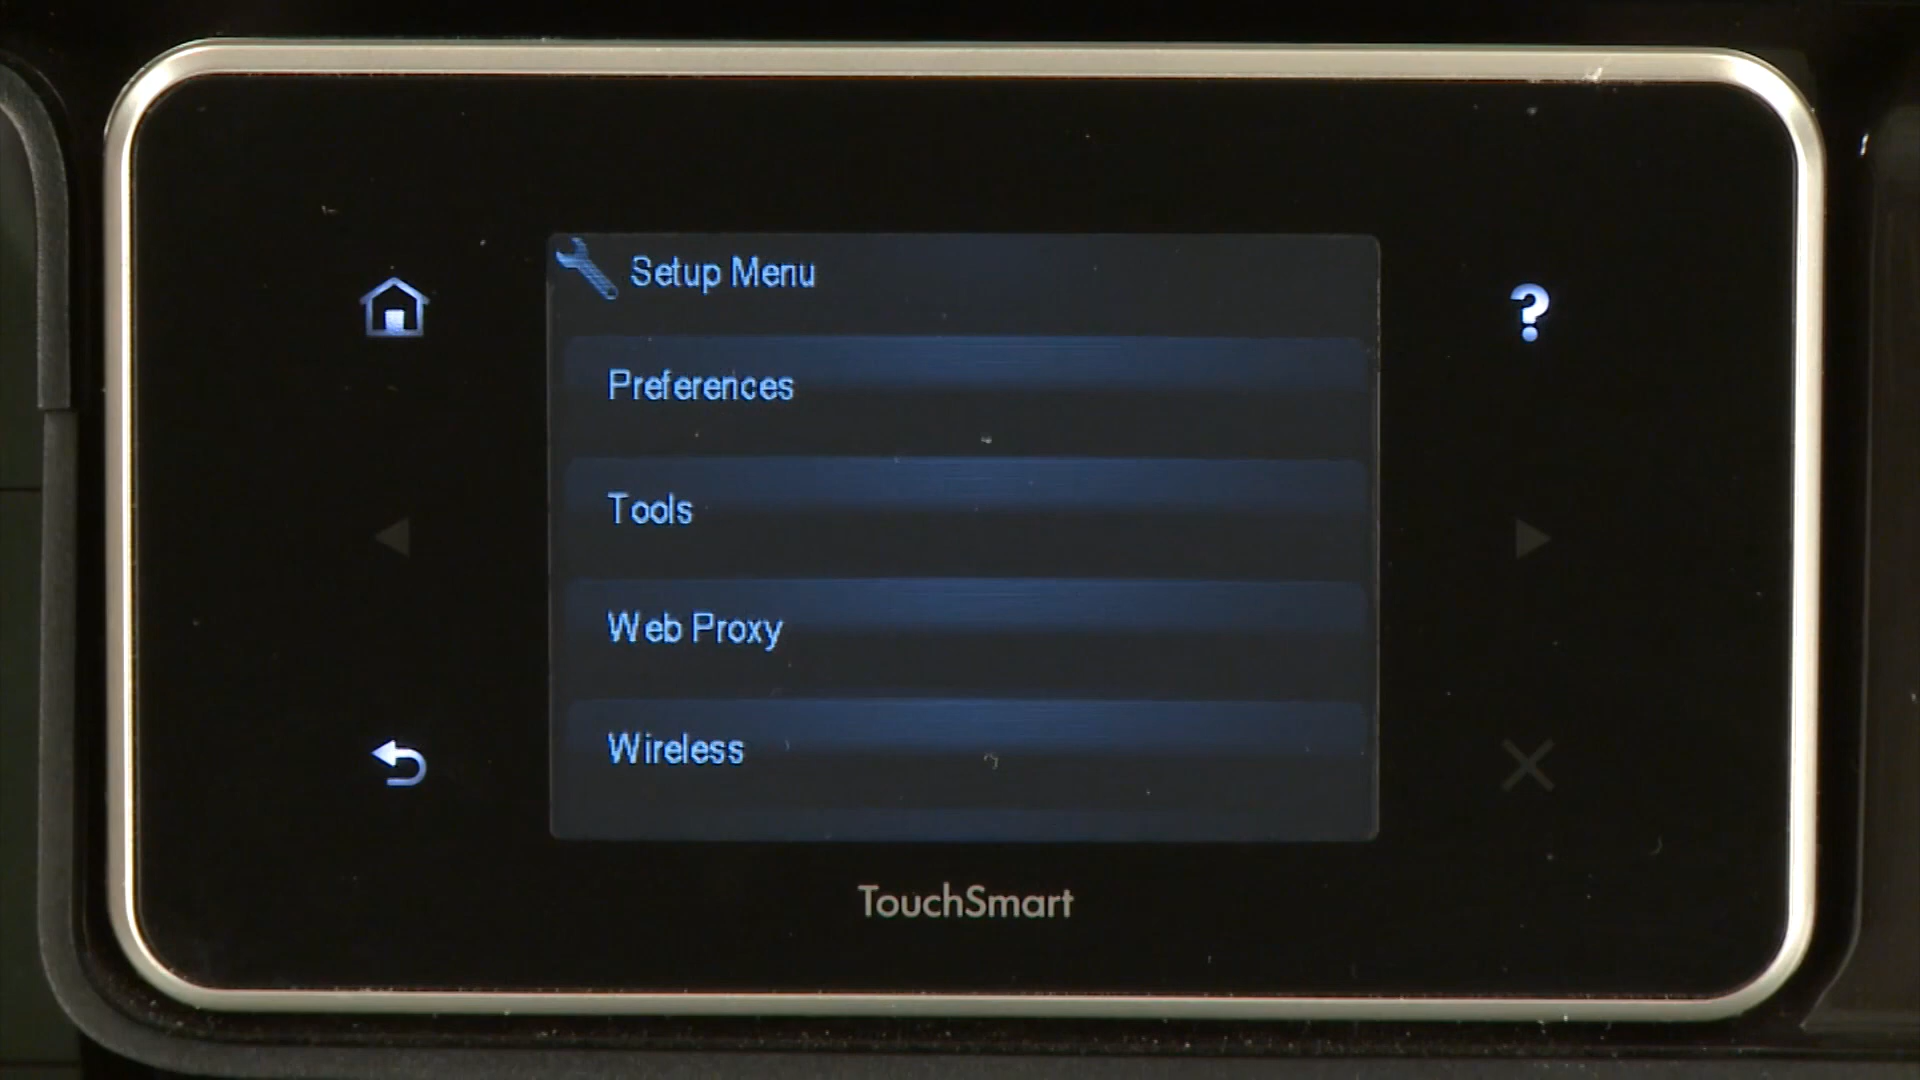 Setup Menu
Preferences
Tools
Web Proxy
Wireless
TouchSmart